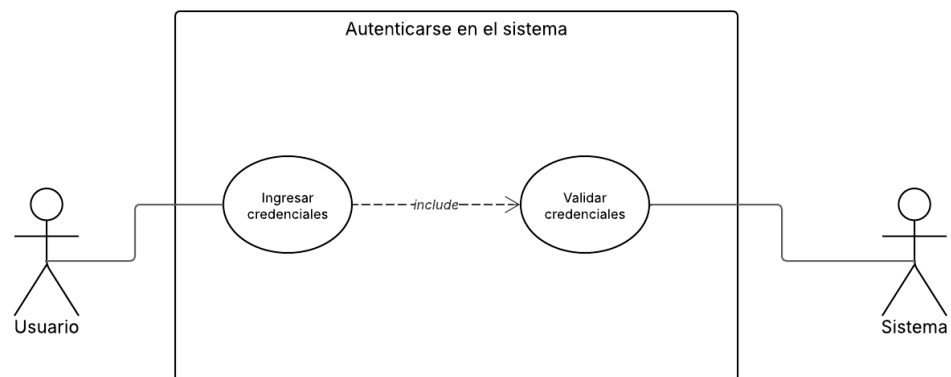 Autenticarse en el sistema
Ingresar
credenciales
include
Validar
credenciales
Usuario
Sistema